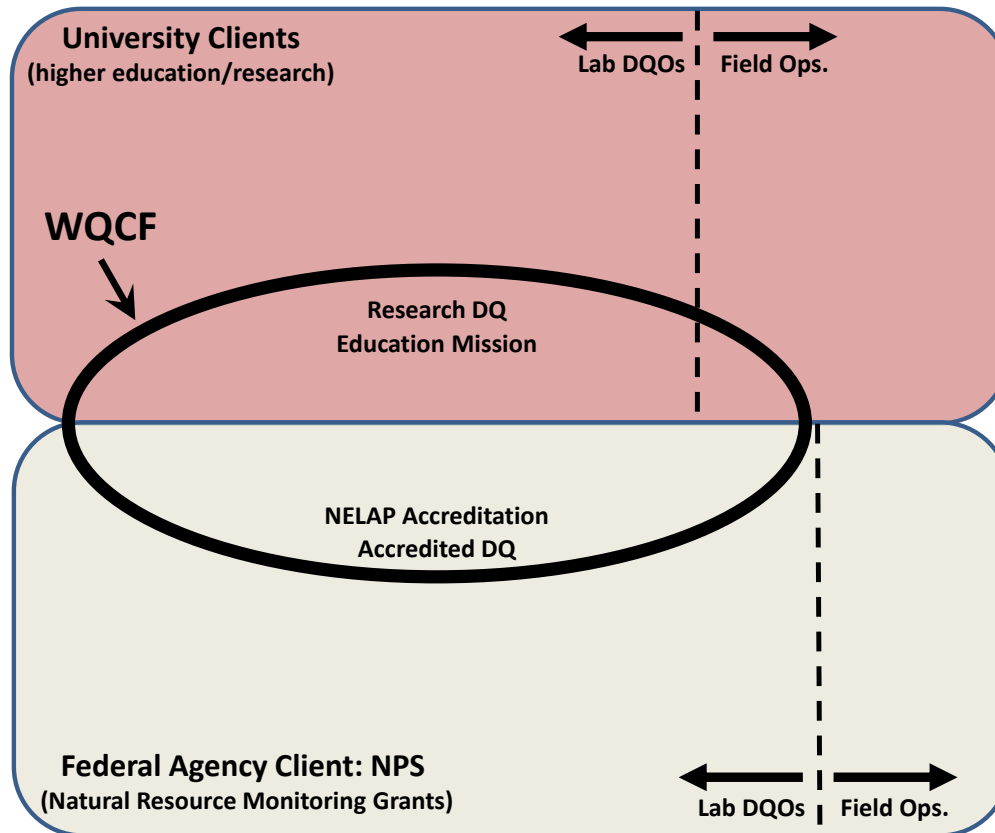 University Clients
(higher education/research)
Lab DQOs
Field Ops.
WQCF
Research DQ
Education Mission
NELAP Accreditation
Accredited DQ
Federal Agency Client: NPS
(Natural Resource Monitoring Grants)
Lab DQOs
Field Ops.